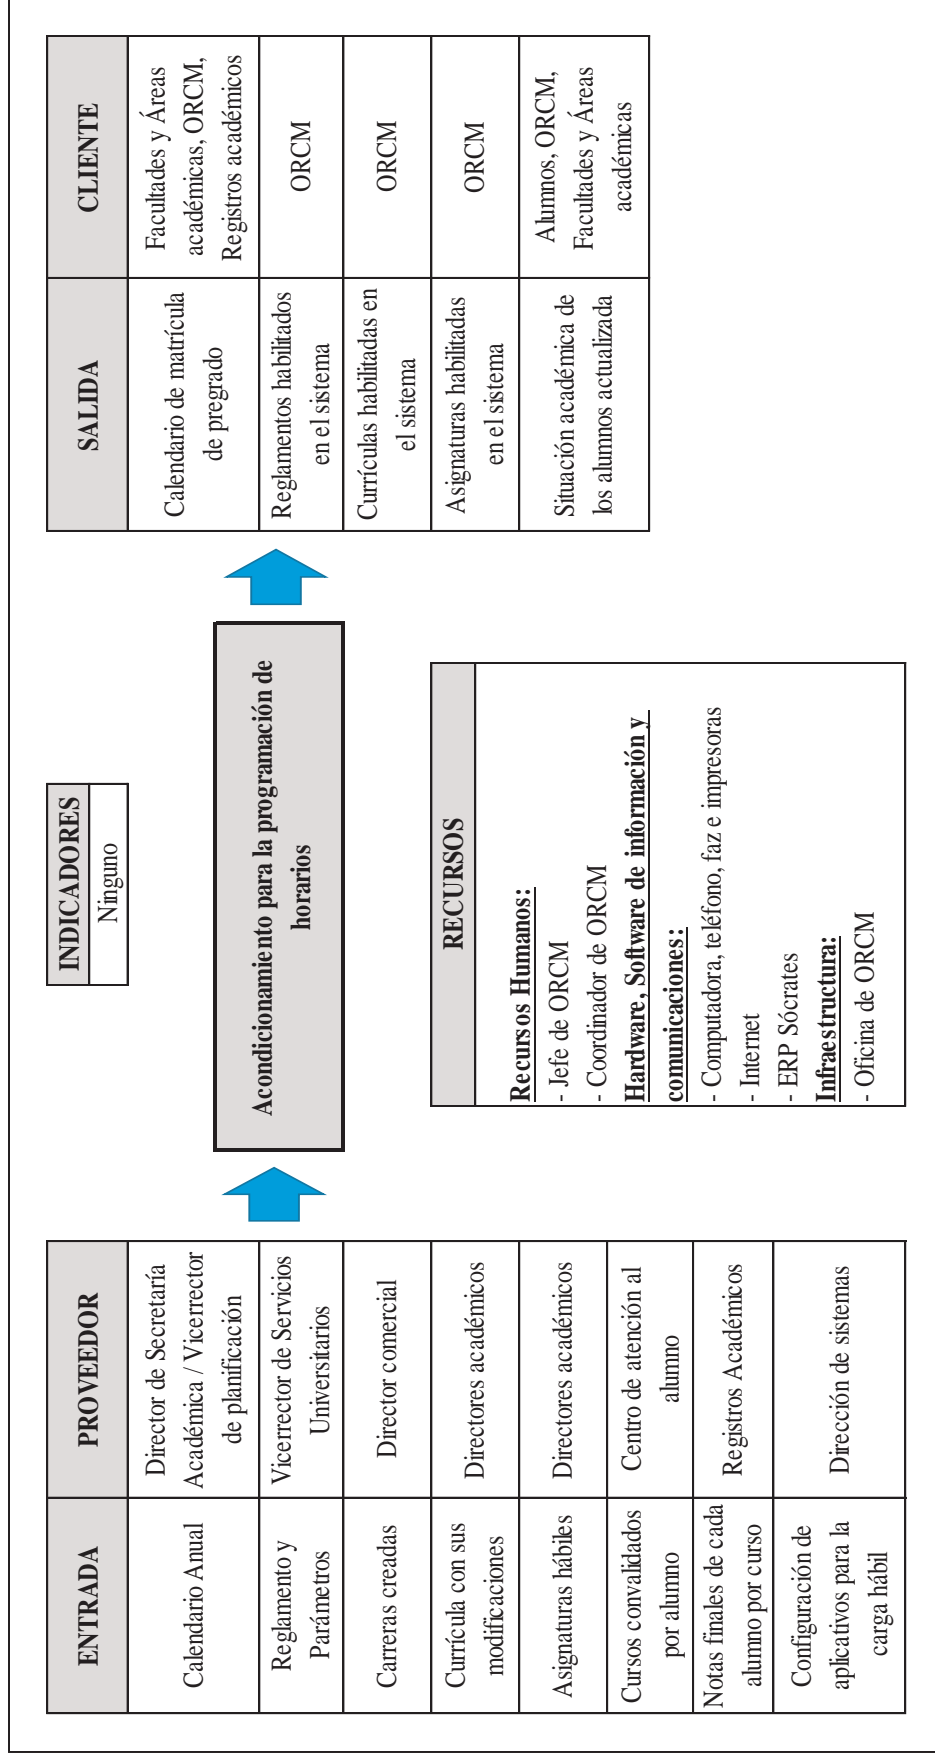 ENTRADA
PROVEEDOR
Calendario Anual
Director de Secretaría
Académica / Vicerrector
de planificación
Reglamento y
Parámetros
Vicerrector de Servicios
Universitarios
Carreras creadas
Director comercial
Currícula con sus
modificaciones
Directores académicos
Asignaturas hábiles
Directores académicos
Cursos convalidados
por alumno
Centro de atención al
alumno
Notas finales de cada
alumno por curso
Registros Académicos
Configuración de
aplicativos para la
carga hábil
Dirección de sistemas
INDICADORES
Ninguno
Acondicionamiento para la programación de
horarios
RECURSOS
Recursos Humanos:
- Jefe de ORCM
- Coordinador de ORCM
Hardware, Software de información y
comunicaciones:
- Computadora, teléfono, faz e impresoras
- Internet
- ERP Sócrates
Infraestructura:
- Oficina de ORCM
SALIDA
CLIENTE
Calendario de matrícula
de pregrado
Facultades y Áreas
académicas, ORCM,
Registros académicos
Reglamentos habilitados
en el sistema
ORCM
Currículas habilitadas en
el sistema
ORCM
Asignaturas habilitadas
en el sistema
ORCM
Situación académica de
los alumnos actualizada
Alumnos, ORCM,
Facultades y Áreas
académicas